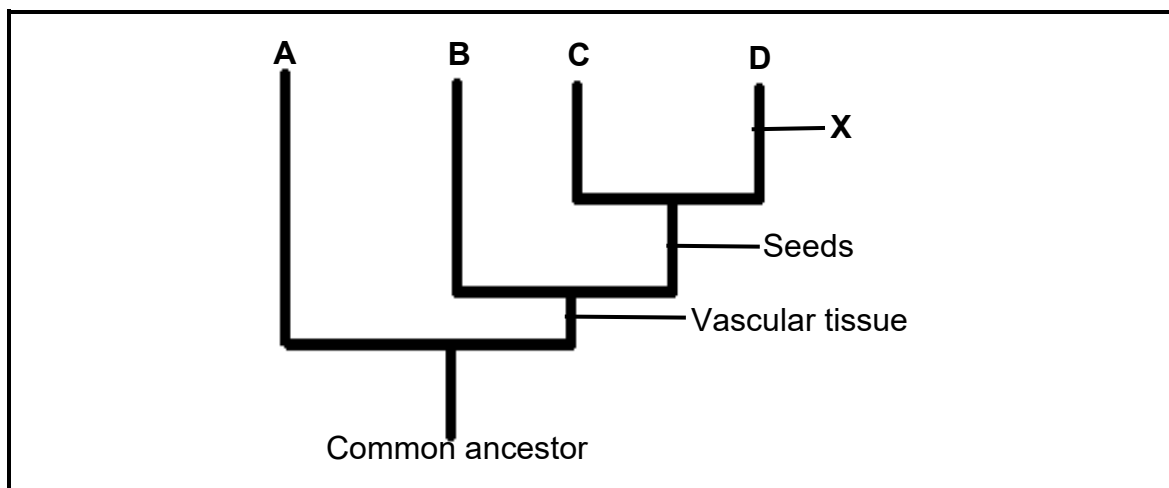 A B C D
X
Seeds
Vascular tissue
Common ancestor